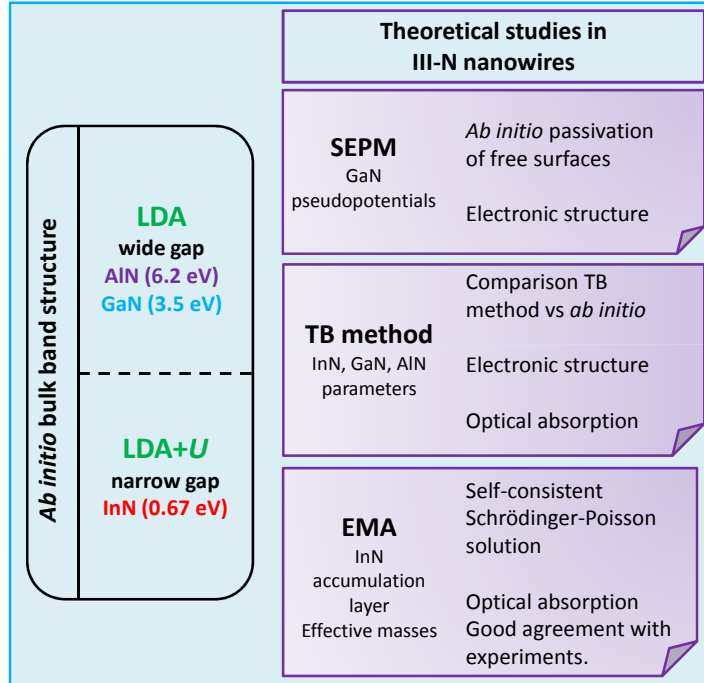 Theoretical studies in
III-N nanowires
Ab initio bulk band structure
LDA
wide gap
AlN (6.2 eV)
GaN (3.5 eV)
LDA+U
narrow gap
InN (0.67 eV)
SEPM
GaN
pseudopotentials
Ab initio passivation
of free surfaces
Electronic structure
TB method
InN, GaN, AlN
parameters
Comparison TB
method vs ab initio
Electronic structure
Optical absorption
EMA
InN
accumulation
layer
Effective masses
Self-consistent
Schrödinger-Poisson
solution
Optical absorption
Good agreement with
experiments.